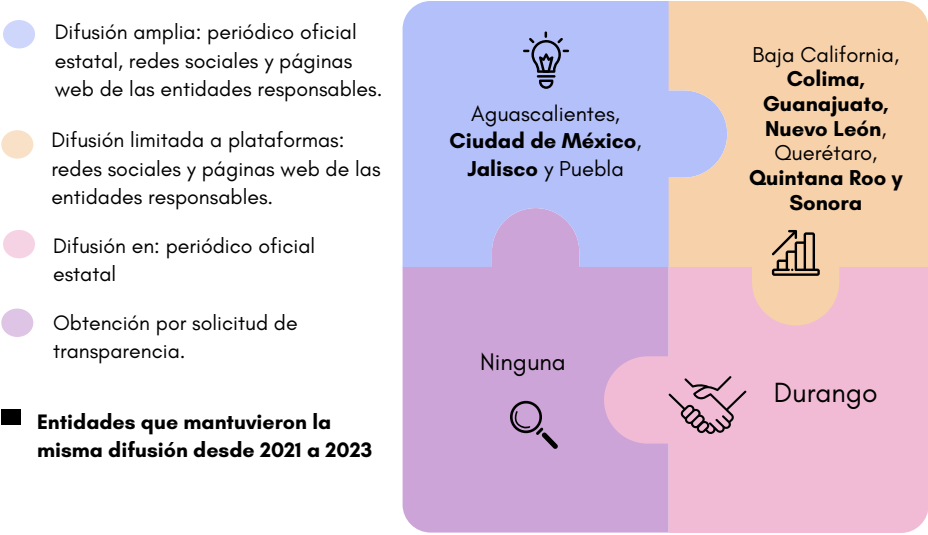 Difusión amplia: periódico oficial
estatal, redes sociales y páginas
web de las entidades responsables.
Difusión limitada a plataformas:
redes sociales y páginas web de las
entidades responsables.
Difusión en: periódico oficial
estatal
Obtención por solicitud de
transparencia.
Entidades que mantuvieron la
misma difusión desde 2021 a 2023
Aguascalientes,
Ciudad de México,
Jalisco y Puebla
Baja California,
Colima,
Guanajuato,
Nuevo León,
Querétaro,
Quintana Roo y
Sonora
Ninguna
Durango